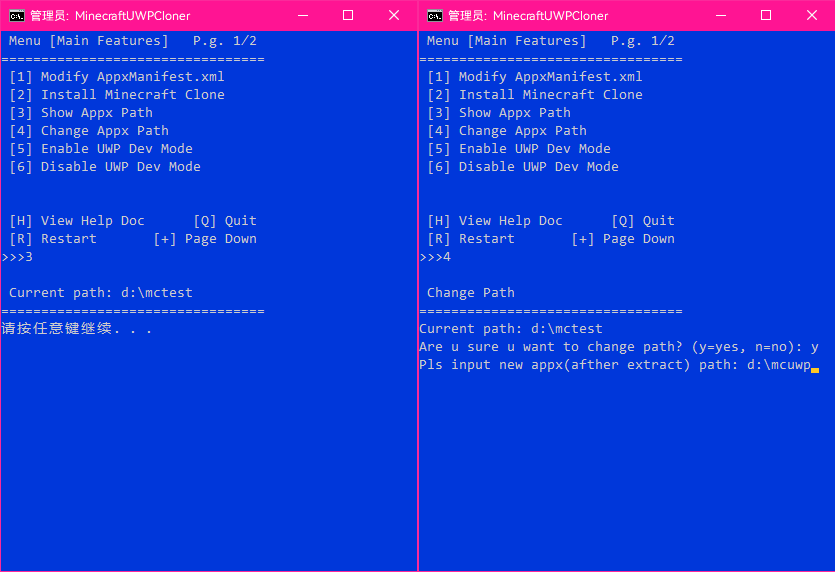 管理员: MinecraftUWPCloner
Menu [Main Features]   P.g. 1/2
=================================
[1] Modify AppxManifest.xml
[2] Install Minecraft Clone
[3] Show Appx Path
[4] Change Appx Path
[5] Enable UWP Dev Mode
[6] Disable UWP Dev Mode
[H] View Help Doc      [Q] Quit
[R] Restart       [+] Page Down
>>>3
Current path: d:\mctest
=================================
请按任意键继续. . .
管理员: MinecraftUWPCloner
Menu [Main Features]   P.g. 1/2
=================================
[1] Modify AppxManifest.xml
[2] Install Minecraft Clone
[3] Show Appx Path
[4] Change Appx Path
[5] Enable UWP Dev Mode
[6] Disable UWP Dev Mode
[H] View Help Doc      [Q] Quit
[R] Restart       [+] Page Down
>>>4
Change Path
=================================
Current path: d:\mctest
Are u sure u want to change path? (y=yes, n=no): y
Pls input new appx(afther extract) path: d:\mcuwp